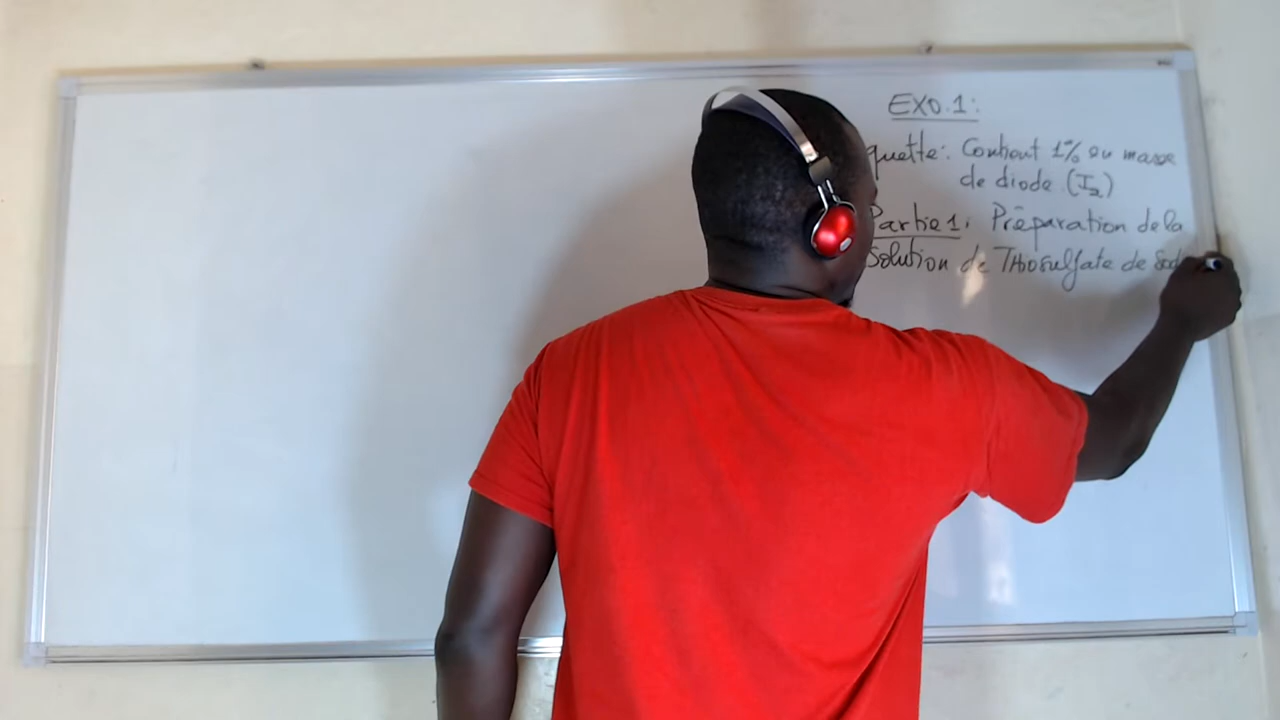 EXO.1:
quette: Contient 1% en masse
de diode (I2)
Partie 1: Préparation de la
Solution de Thiosulfate de Sod